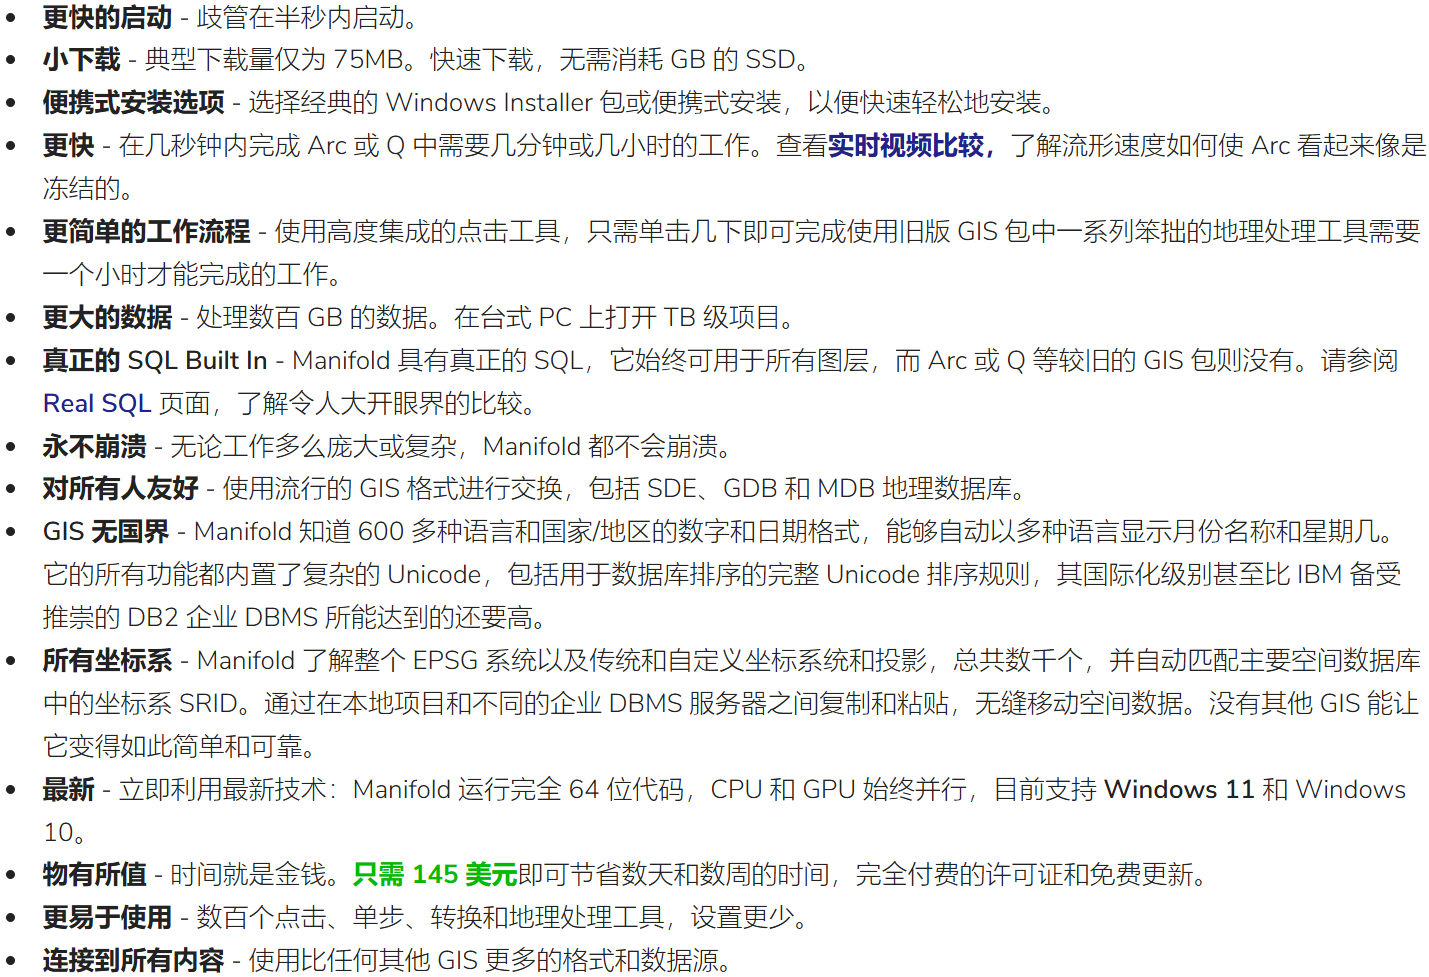 更快的启动 - 歧管在半秒内启动。
小下载 - 典型下载量仅为 75MB。快速下载，无需消耗 GB 的 SSD。
便携式安装选项 - 选择经典的 Windows Installer 包或便携式安装，以便快速轻松地安装。
更快 - 在几秒钟内完成 Arc 或 Q 中需要几分钟或几小时的工作。查看实时视频比较，了解流形速度如何使 Arc 看起来像是
冻结的。
更简单的工作流程 - 使用高度集成的点击工具，只需单击几下即可完成使用旧版 GIS 包中一系列笨拙的地理处理工具需要
一个小时才能完成的工作。
更大的数据 - 处理数百 GB 的数据。在台式 PC 上打开 TB 级项目。
真正的 SQL Built In - Manifold 具有真正的 SQL，它始终可用于所有图层，而 Arc 或 Q 等较旧的 GIS 包则没有。请参阅
Real SQL 页面，了解令人大开眼界的比较。
永不崩溃 - 无论工作多么庞大或复杂，Manifold 都不会崩溃。
对所有人友好 - 使用流行的 GIS 格式进行交换，包括 SDE、GDB 和 MDB 地理数据库。
GIS 无国界 - Manifold 知道 600 多种语言和国家/地区的数字和日期格式，能够自动以多种语言显示月份名称和星期几。
它的所有功能都内置了复杂的 Unicode，包括用于数据库排序的完整 Unicode 排序规则，其国际化级别甚至比 IBM 备受
推崇的 DB2 企业 DBMS 所能达到的还要高。
所有坐标系 - Manifold 了解整个 EPSG 系统以及传统和自定义坐标系统和投影，总共数千个，并自动匹配主要空间数据库
中的坐标系 SRID。通过在本地项目和不同的企业 DBMS 服务器之间复制和粘贴，无缝移动空间数据。没有其他 GIS 能让
它变得如此简单和可靠。
最新 - 立即利用最新技术：Manifold 运行完全 64 位代码，CPU 和 GPU 始终并行，目前支持 Windows 11 和 Windows
10。
物有所值 - 时间就是金钱。只需 145 美元即可节省数天和数周的时间，完全付费的许可证和免费更新。
更易于使用 - 数百个点击、单步、转换和地理处理工具，设置更少。
连接到所有内容 - 使用比任何其他 GIS 更多的格式和数据源。